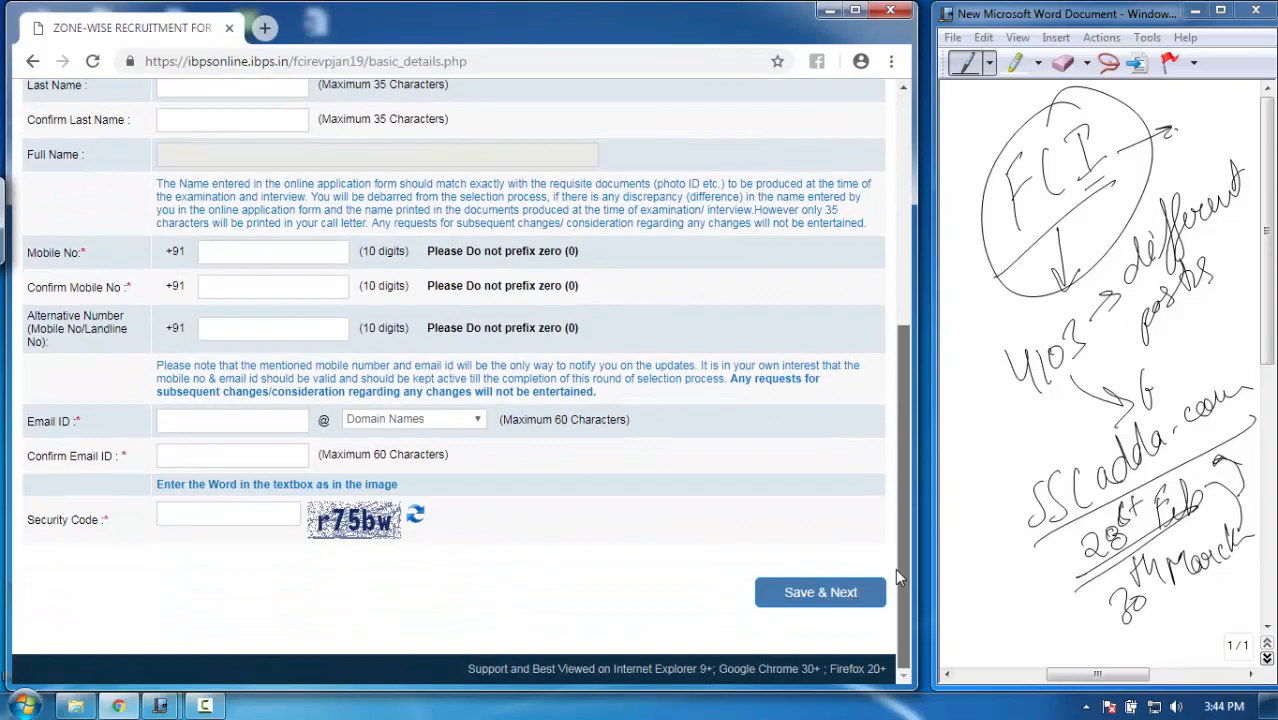 ZONE-WISE RECRUITMENT FOR
https://ibpsonline.ibps.in/fcirevpjan19/basic_details.php
Last Name : (Maximum 35 Characters)
Confirm Last Name : (Maximum 35 Characters)
Full Name :
The Name entered in the online application form should match exactly with the requisite documents (photo ID etc.) to be produced at the time of
the examination and interview. You will be debarred from the selection process, if there is any discrepancy (difference) in the name entered by
you in the online application form and the name printed in the documents produced at the time of examination/ interview.However only 35
characters will be printed in your call letter. Any requests for subsequent changes/ consideration regarding any changes will not be entertained.
Mobile No:* +91 (10 digits) Please Do not prefix zero (0)
Confirm Mobile No :* +91 (10 digits) Please Do not prefix zero (0)
Alternative Number
(Mobile No/Landline
No): +91 (10 digits) Please Do not prefix zero (0)
Please note that the mentioned mobile number and email id will be the only way to notify you on the updates. It is in your own interest that the
mobile no & email id should be valid and should be kept active till the completion of this round of selection process. Any requests for
subsequent changes/consideration regarding any changes will not be entertained.
Email ID :* @ Domain Names (Maximum 60 Characters)
Confirm Email ID : * (Maximum 60 Characters)
Enter the Word in the textbox as in the image
Security Code :* r75bw
Save & Next
Support and Best Viewed on Internet Explorer 9+; Google Chrome 30+ ; Firefox 20+
New Microsoft Word Document - Window...
File Edit View Insert Actions Tools Help
FCI
different
posts
4103
6
SSCadda.com
28st Feb
30th March
1/1
3:44 PM